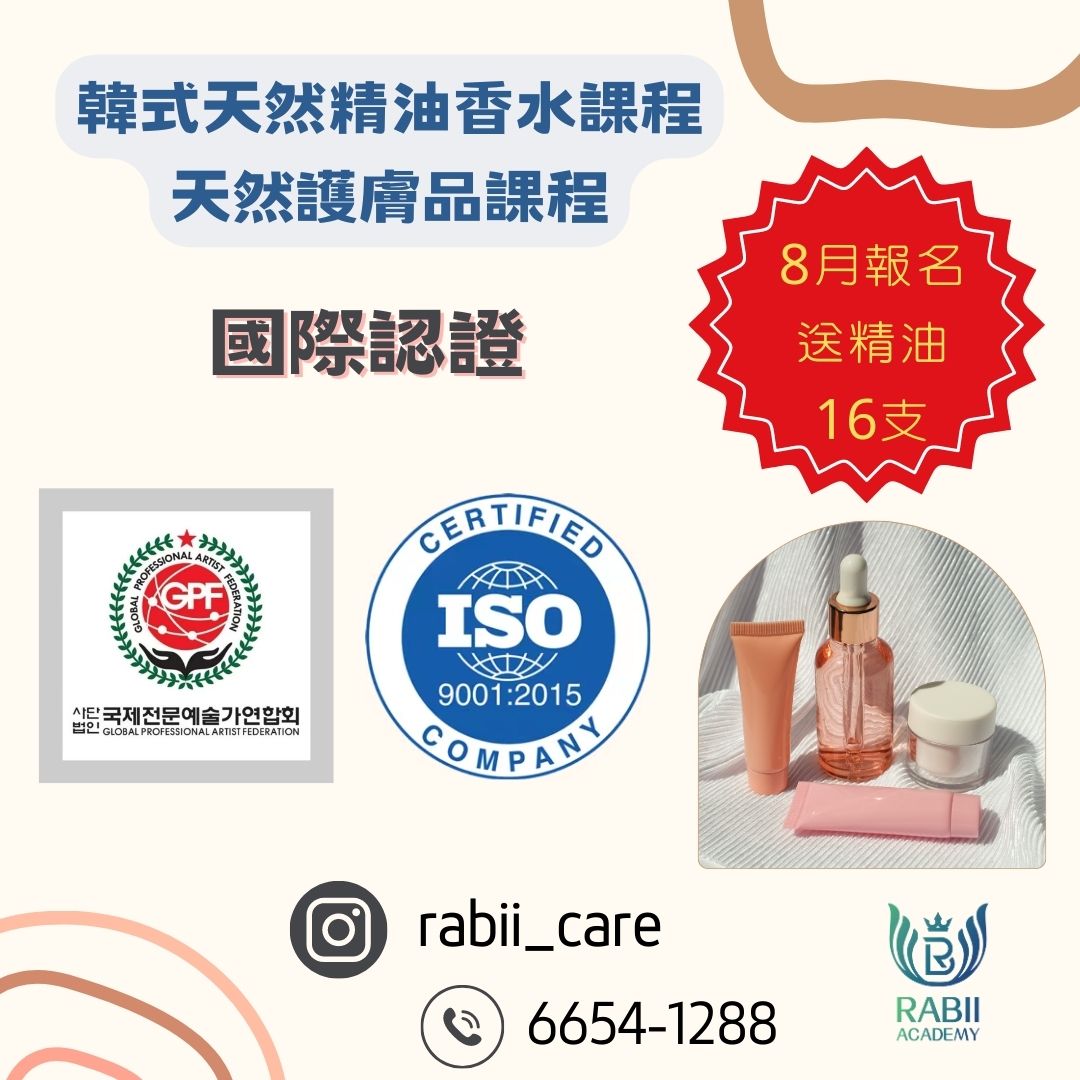 韓式天然精油香水課程
天然護膚品課程
國際認證
8月報名
送精油
16支
GLOBAL PROFESSIONAL ARTIST FEDERATION
GPF
사단법인 국제전문예술가연합회
GLOBAL PROFESSIONAL ARTIST FEDERATION
CERTIFIED
ISO
9001:2015
COMPANY
rabii_care
6654-1288
R
RABII
ACADEMY